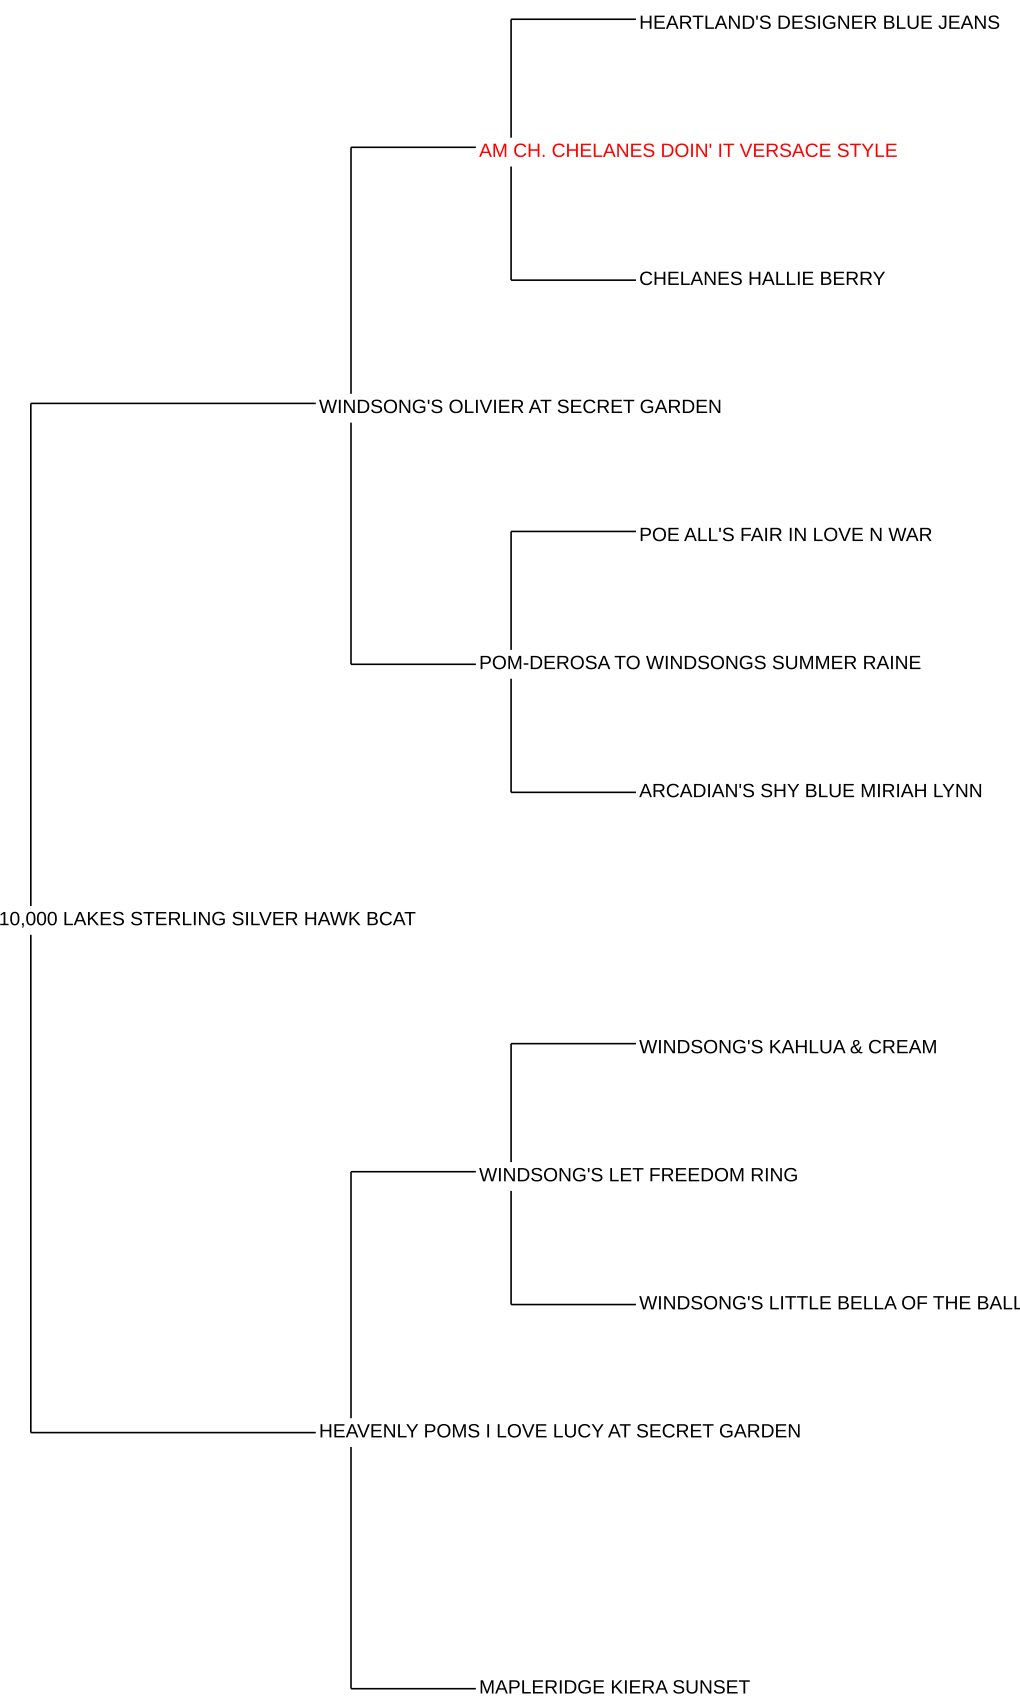 HEARTLAND'S DESIGNER BLUE JEANS
AM CH. CHELANES DOIN' IT VERSACE STYLE
CHELANES HALLIE BERRY
WINDSONG'S OLIVIER AT SECRET GARDEN
POE ALL'S FAIR IN LOVE N WAR
POM-DEROSA TO WINDSONGS SUMMER RAINE
ARCADIAN'S SHY BLUE MIRIAH LYNN
10,000 LAKES STERLING SILVER HAWK BCAT
WINDSONG'S KAHLUA & CREAM
WINDSONG'S LET FREEDOM RING
WINDSONG'S LITTLE BELLA OF THE BALL
HEAVENLY POMS I LOVE LUCY AT SECRET GARDEN
MAPLERIDGE KIERA SUNSET